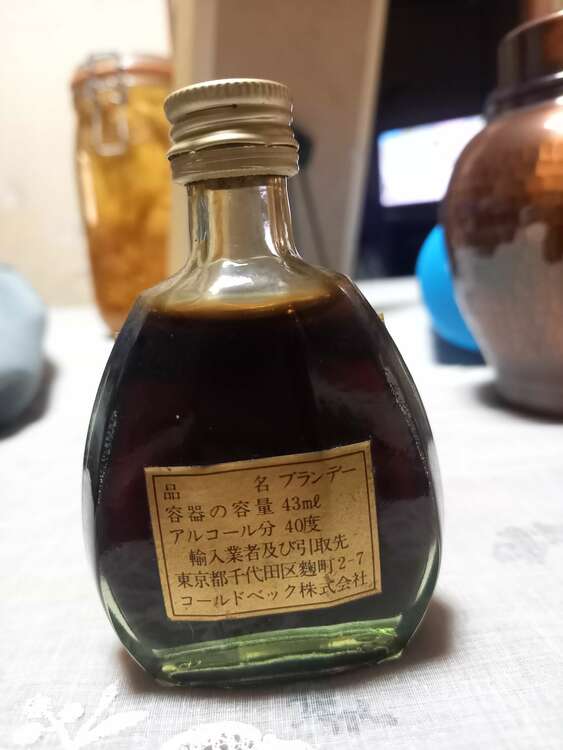 品 名 ブランデー
容器の容量 43ml
アルコール分 40度
輸入業者及び引取先
東京都千代田区麴町2-7
コールドベック株式会社